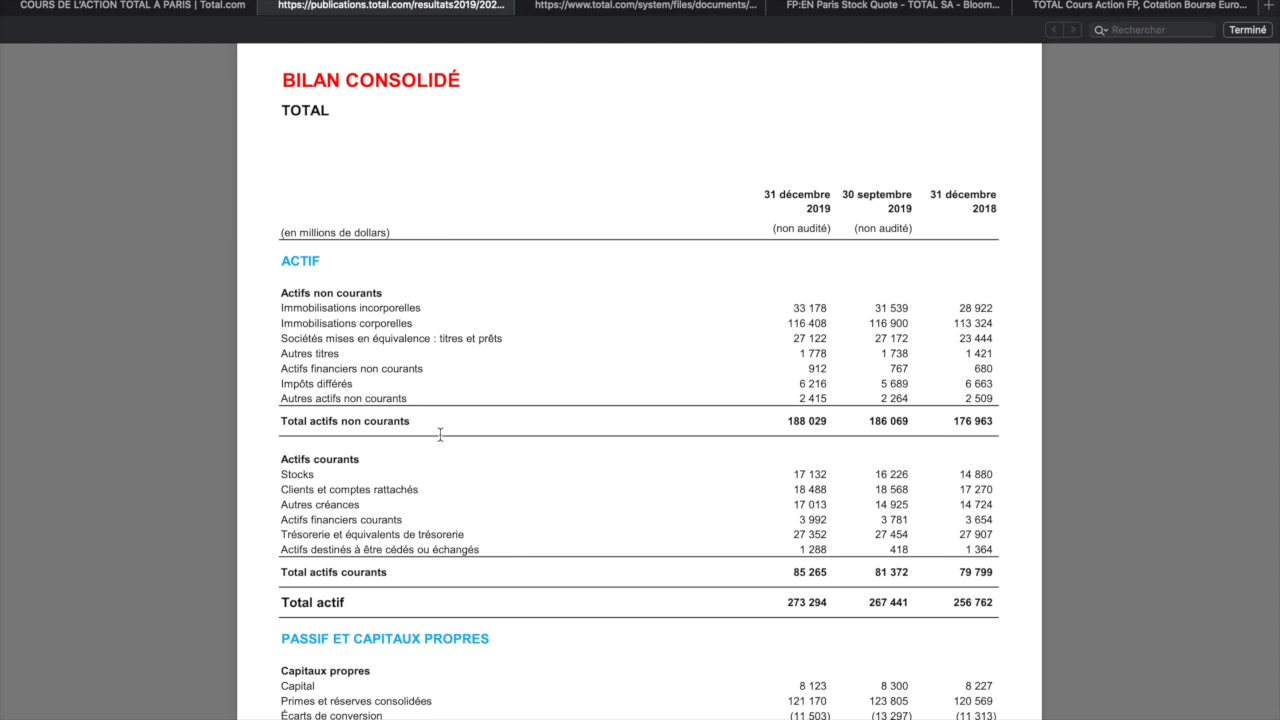 COURS DE L'ACTION TOTAL À PARIS | Total.com https://publications.total.com/resultats2019/202... https://www.total.com/system/files/documents/... FP:EN Paris Stock Quote - TOTAL SA - Bloom... TOTAL Cours Action FP, Cotation Bourse Euro... +
< > Rechercher Terminé
BILAN CONSOLIDÉ
TOTAL
31 décembre 30 septembre 31 décembre
2019 2019 2018
(en millions de dollars) (non audité) (non audité)
ACTIF
Actifs non courants
Immobilisations incorporelles 33 178 31 539 28 922
Immobilisations corporelles 116 408 116 900 113 324
Sociétés mises en équivalence : titres et prêts 27 122 27 172 23 444
Autres titres 1 778 1 738 1 421
Actifs financiers non courants 912 767 680
Impôts différés 6 216 5 689 6 663
Autres actifs non courants 2 415 2 264 2 509
Total actifs non courants 188 029 186 069 176 963
Actifs courants
Stocks 17 132 16 226 14 880
Clients et comptes rattachés 18 488 18 568 17 270
Autres créances 17 013 14 925 14 724
Actifs financiers courants 3 992 3 781 3 654
Trésorerie et équivalents de trésorerie 27 352 27 454 27 907
Actifs destinés à être cédés ou échangés 1 288 418 1 364
Total actifs courants 85 265 81 372 79 799
Total actif 273 294 267 441 256 762
PASSIF ET CAPITAUX PROPRES
Capitaux propres
Capital 8 123 8 300 8 227
Primes et réserves consolidées 121 170 123 805 120 569
Écarts de conversion (11 503) (13 297) (11 313)